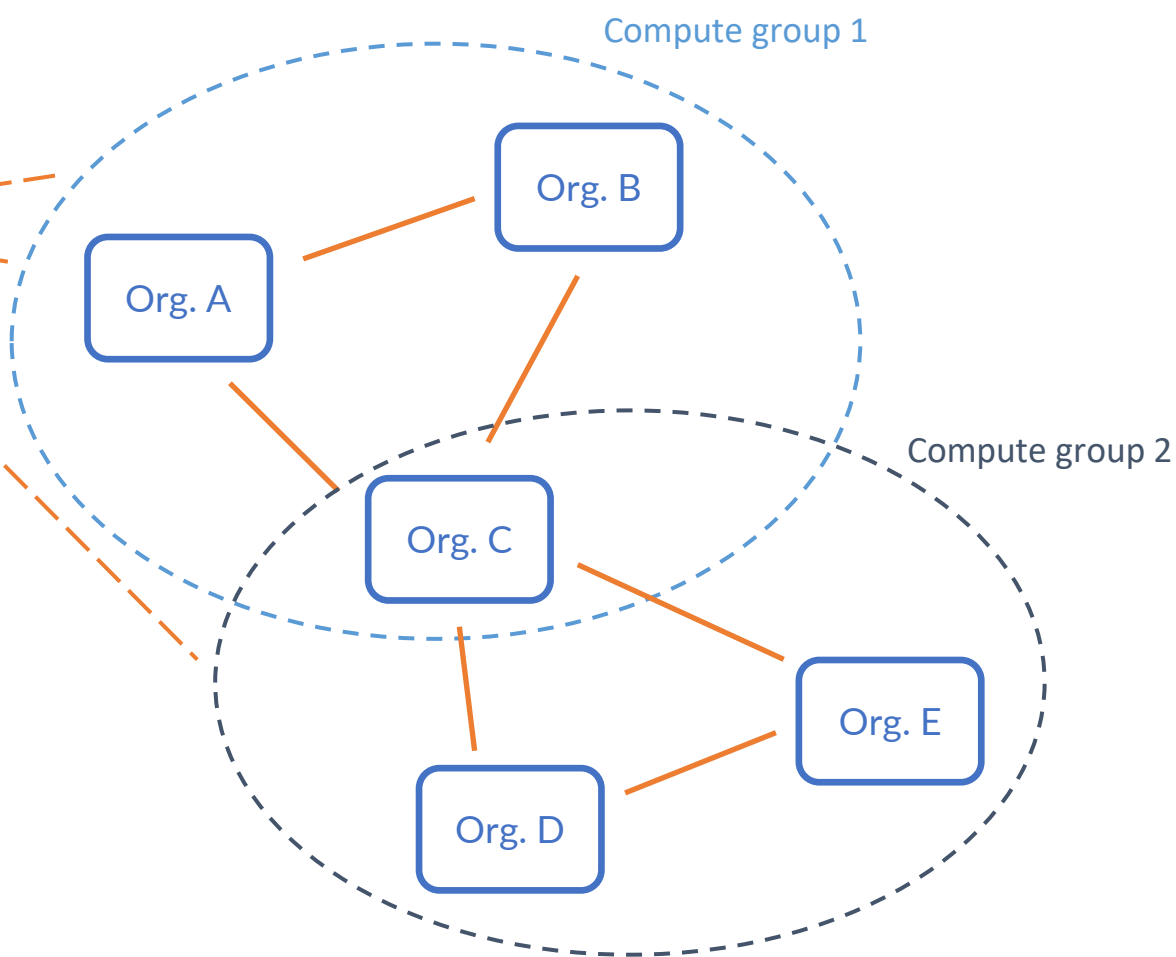 Compute group 1
Org. B
Org. A
Compute group 2
Org. C
Org. E
Org. D